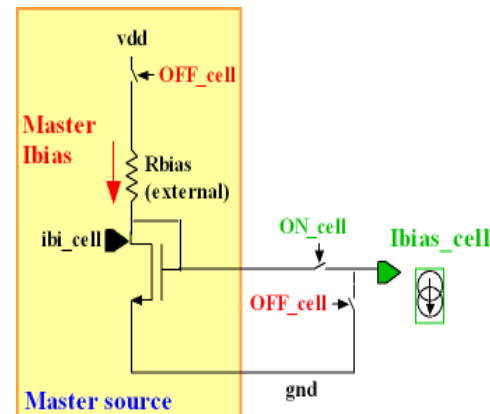 vdd
OFF_cell
Master
Ibias
Rbias
(external)
ibi_cell
ON_cell
Ibias_cell
OFF_cell
gnd
Master source